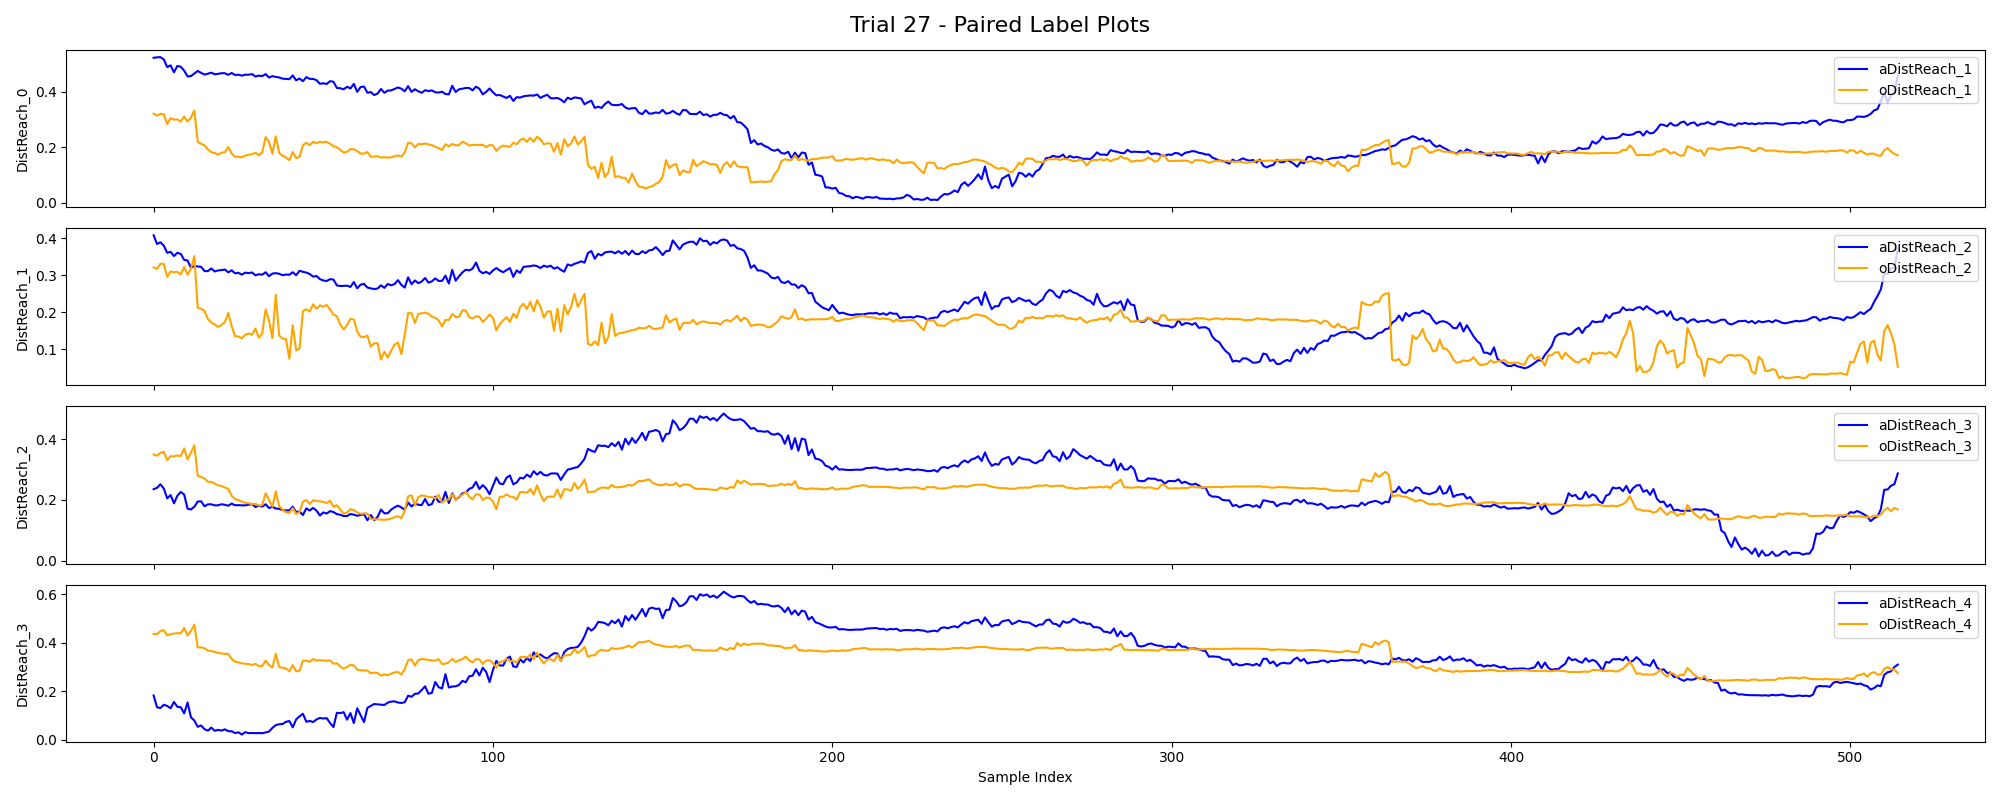 Trial 27 - Paired Label Plots
DistReach_0
0.4
0.2
0.0
aDistReach_1
oDistReach_1
DistReach_1
0.4
0.3
0.2
0.1
aDistReach_2
oDistReach_2
DistReach_2
0.4
0.2
0.0
aDistReach_3
oDistReach_3
DistReach_3
0.6
0.4
0.2
0.0
aDistReach_4
oDistReach_4
0 100 200 300 400 500
Sample Index